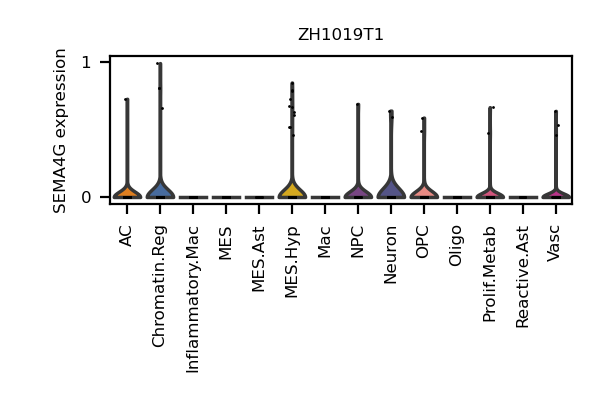 ZH1019T1
SEMA4G expression
1
0
AC
Chromatin.Reg
Inflammatory.Mac
MES
MES.Ast
MES.Hyp
Mac
NPC
Neuron
OPC
Oligo
Prolif.Metab
Reactive.Ast
Vasc